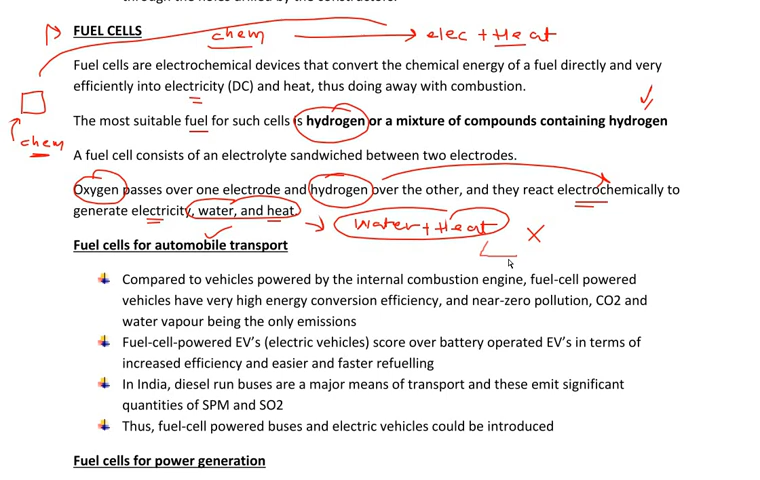 through the holes drilled by the constructors.
FUEL CELLS
chem → elec + Heat
Fuel cells are electrochemical devices that convert the chemical energy of a fuel directly and very
efficiently into electricity (DC) and heat, thus doing away with combustion.
The most suitable fuel for such cells is hydrogen or a mixture of compounds containing hydrogen
chem
A fuel cell consists of an electrolyte sandwiched between two electrodes.
Oxygen passes over one electrode and hydrogen over the other, and they react electrochemically to
generate electricity, water, and heat.
→ Water + Heat
Fuel cells for automobile transport
Compared to vehicles powered by the internal combustion engine, fuel-cell powered
vehicles have very high energy conversion efficiency, and near-zero pollution, CO2 and
water vapour being the only emissions
Fuel-cell-powered EV's (electric vehicles) score over battery operated EV's in terms of
increased efficiency and easier and faster refuelling
In India, diesel run buses are a major means of transport and these emit significant
quantities of SPM and SO2
Thus, fuel-cell powered buses and electric vehicles could be introduced
Fuel cells for power generation